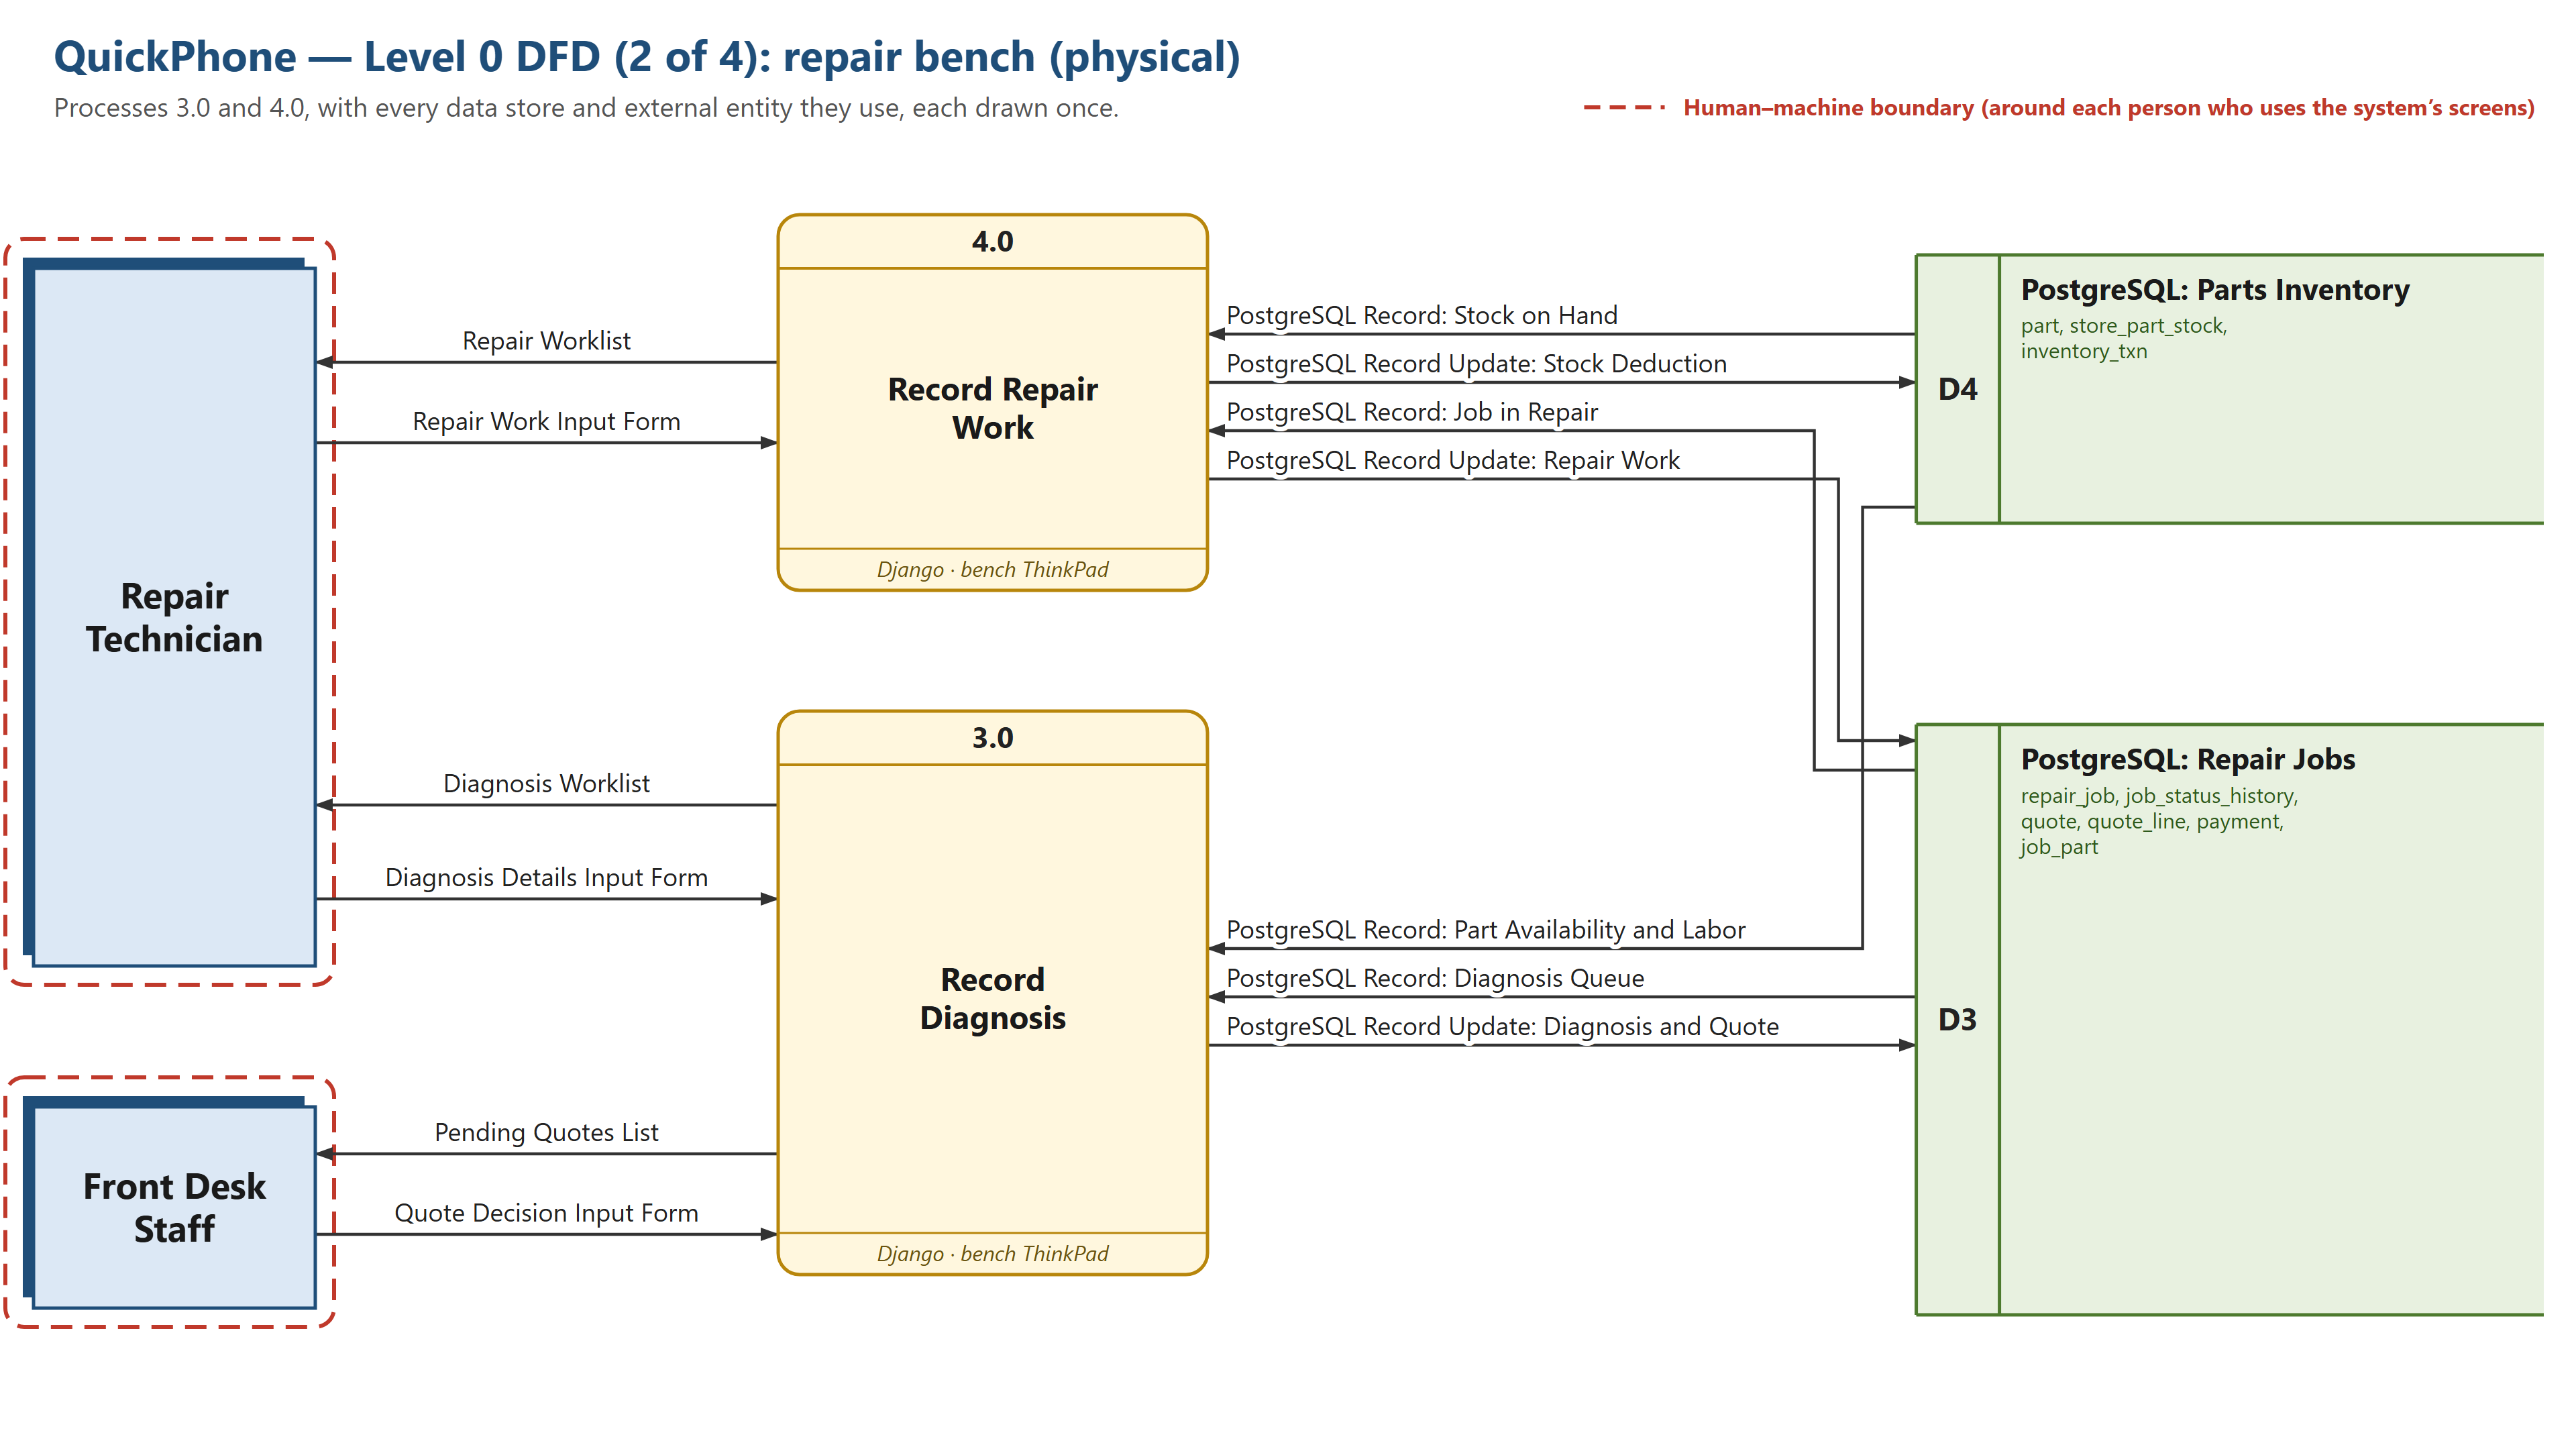 QuickPhone — Level 0 DFD (2 of 4): repair bench (physical)
Processes 3.0 and 4.0, with every data store and external entity they use, each drawn once.
Human–machine boundary (around each person who uses the system’s screens)
Repair
Technician
Front Desk
Staff
Repair Worklist
Repair Work Input Form
Diagnosis Worklist
Diagnosis Details Input Form
Pending Quotes List
Quote Decision Input Form
4.0
Record Repair
Work
Django · bench ThinkPad
3.0
Record
Diagnosis
Django · bench ThinkPad
PostgreSQL Record: Stock on Hand
PostgreSQL Record Update: Stock Deduction
PostgreSQL Record: Job in Repair
PostgreSQL Record Update: Repair Work
PostgreSQL Record: Part Availability and Labor
PostgreSQL Record: Diagnosis Queue
PostgreSQL Record Update: Diagnosis and Quote
D4
PostgreSQL: Parts Inventory
part, store_part_stock,
inventory_txn
D3
PostgreSQL: Repair Jobs
repair_job, job_status_history,
quote, quote_line, payment,
job_part